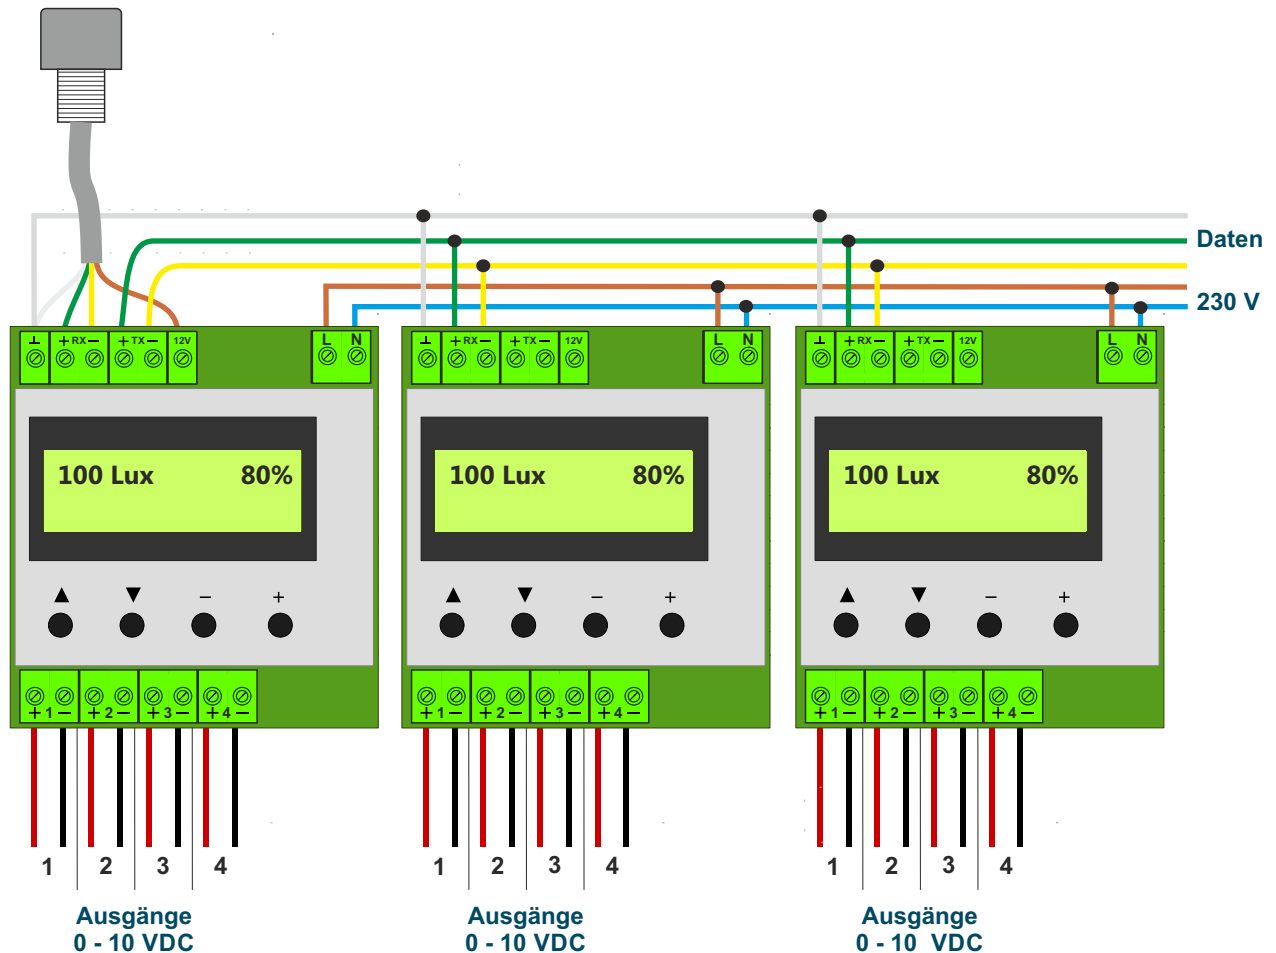 Daten
230 V
⊥ + RX − + TX − 12V L N
⊥ + RX − + TX − 12V L N
⊥ + RX − + TX − 12V L N
100 Lux 80%
100 Lux 80%
100 Lux 80%
▲ ▼ − +
▲ ▼ − +
▲ ▼ − +
+ 1 − + 2 − + 3 − + 4 −
+ 1 − + 2 − + 3 − + 4 −
+ 1 − + 2 − + 3 − + 4 −
1 2 3 4
1 2 3 4
1 2 3 4
Ausgänge
0 - 10 VDC
Ausgänge
0 - 10 VDC
Ausgänge
0 - 10 VDC